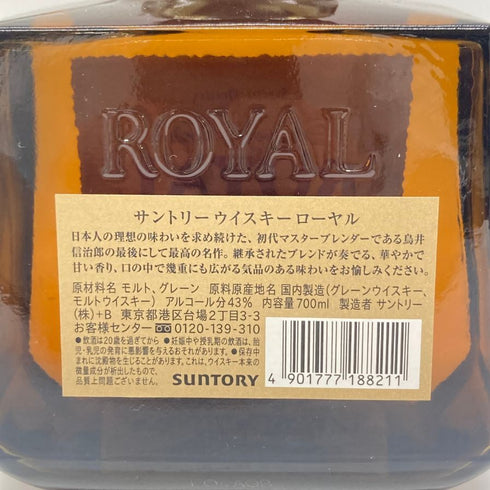 ROYAL
サントリーウイスキーローヤル
日本人の理想の味わいを求め続けた、初代マスターブレンダーである鳥井
信治郎の最後にして最高の名作。継承されたブレンドが奏でる、華やかで
甘い香り、口の中で幾重にも広がる気品のある味わいをお愉しみください。
原材料名 モルト、グレーン 原料原産地名 国内製造(グレーンウイスキー、
モルトウイスキー) アルコール分43% 内容量700ml 製造者 サントリー
(株)+B 東京都港区台場2丁目3-3
お客様センター 0120-139-310
●飲酒は20歳を過ぎてから ●妊娠中や授乳期の飲酒は、胎
児・乳児の発育に悪影響を与えるおそれがあります。●保存中
まれに沈殿物を生じることがあります。これは、ウイスキー本来の
微量成分が析出したもので、
品質上問題ございません。
SUNTORY
4 901777 188211